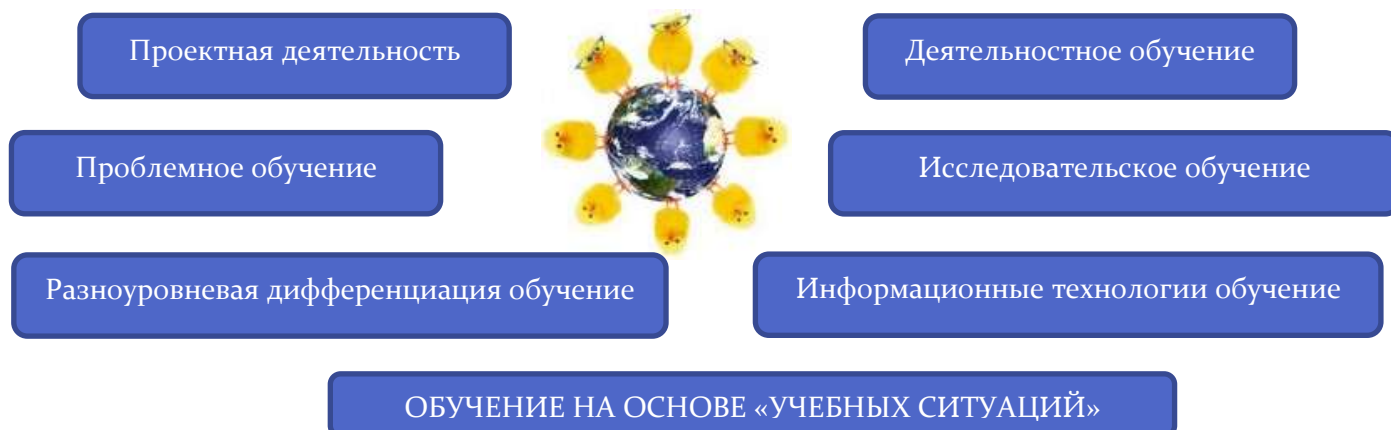 Проектная деятельность
Деятельностное обучение
Проблемное обучение
Исследовательское обучение
Разноуровневая дифференциация обучение
Информационные технологии обучение
ОБУЧЕНИЕ НА ОСНОВЕ «УЧЕБНЫХ СИТУАЦИЙ»